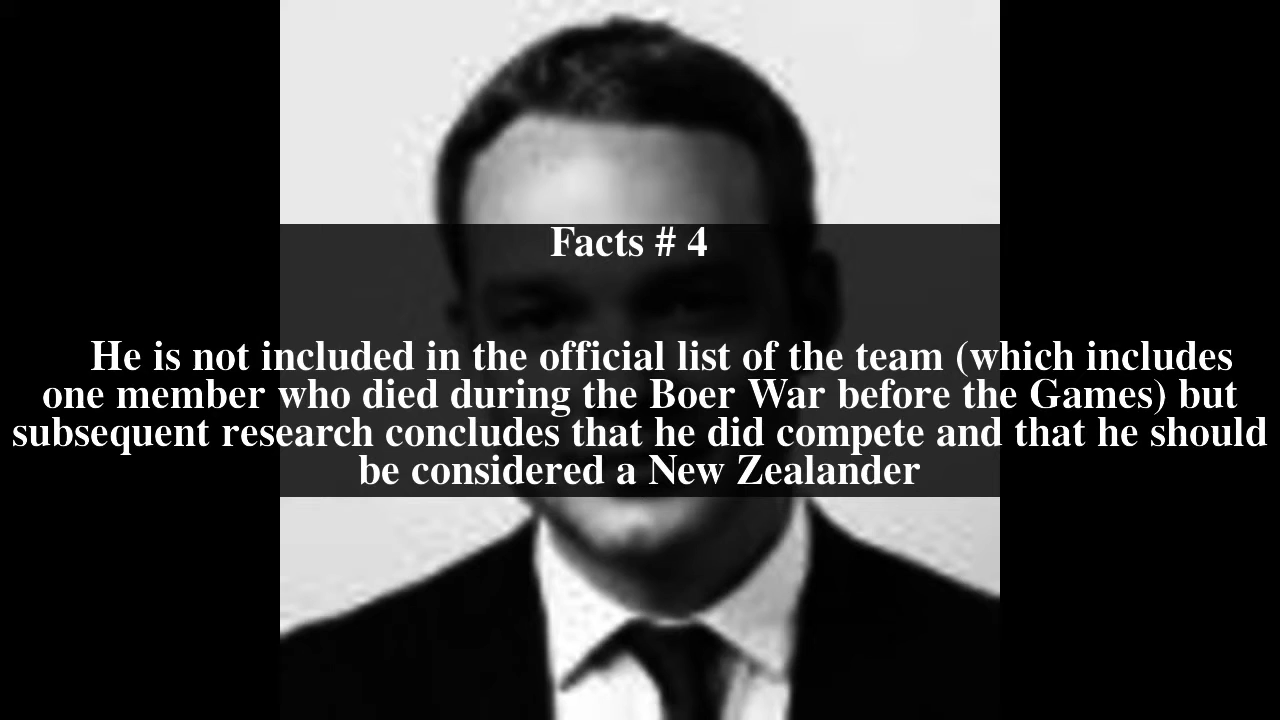 Facts # 4
He is not included in the official list of the team (which includes
one member who died during the Boer War before the Games) but
subsequent research concludes that he did compete and that he should
be considered a New Zealander